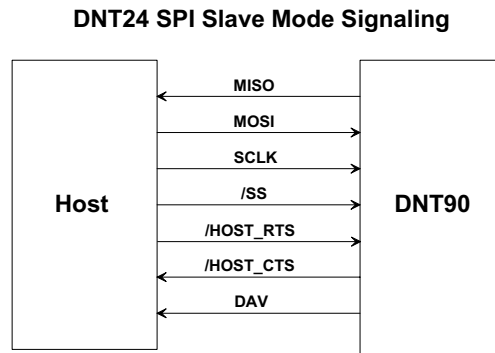 DNT24 SPI Slave Mode Signaling
MISO
MOSI
SCLK
/SS
Host
DNT90
/HOST_RTS
/HOST_CTS
DAV